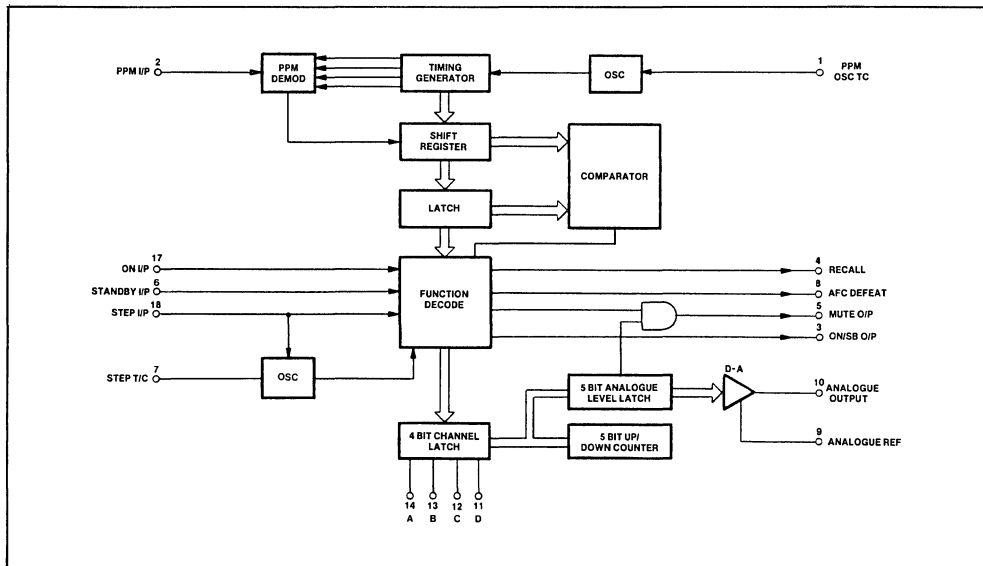 2
PPM I/P
PPM
DEMOD
TIMING
GENERATOR
OSC
1
PPM
OSC TC
SHIFT
REGISTER
COMPARATOR
LATCH
17
ON I/P
6
STANDBY I/P
18
STEP I/P
FUNCTION
DECODE
4
RECALL
8
AFC DEFEAT
5
MUTE O/P
3
ON/SB O/P
7
STEP T/C
OSC
D-A
5 BIT ANALOGUE
LEVEL LATCH
10
ANALOGUE
OUTPUT
4 BIT CHANNEL
LATCH
5 BIT UP/
DOWN COUNTER
9
ANALOGUE REF
14 13 12 11
A B C D